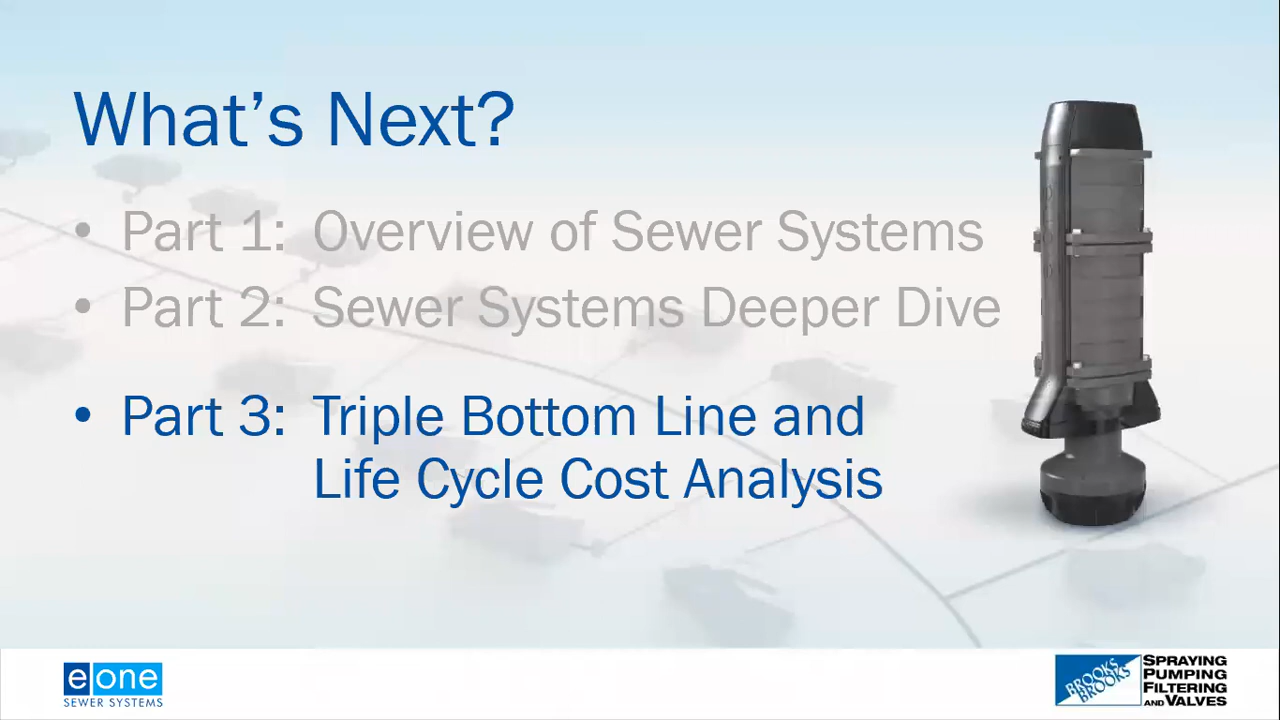 What's Next?
• Part 1: Overview of Sewer Systems
• Part 2: Sewer Systems Deeper Dive
• Part 3: Triple Bottom Line and
Life Cycle Cost Analysis
e one
SEWER SYSTEMS
BROOKS
BROOKS
SPRAYING
PUMPING
FILTERING
AND VALVES